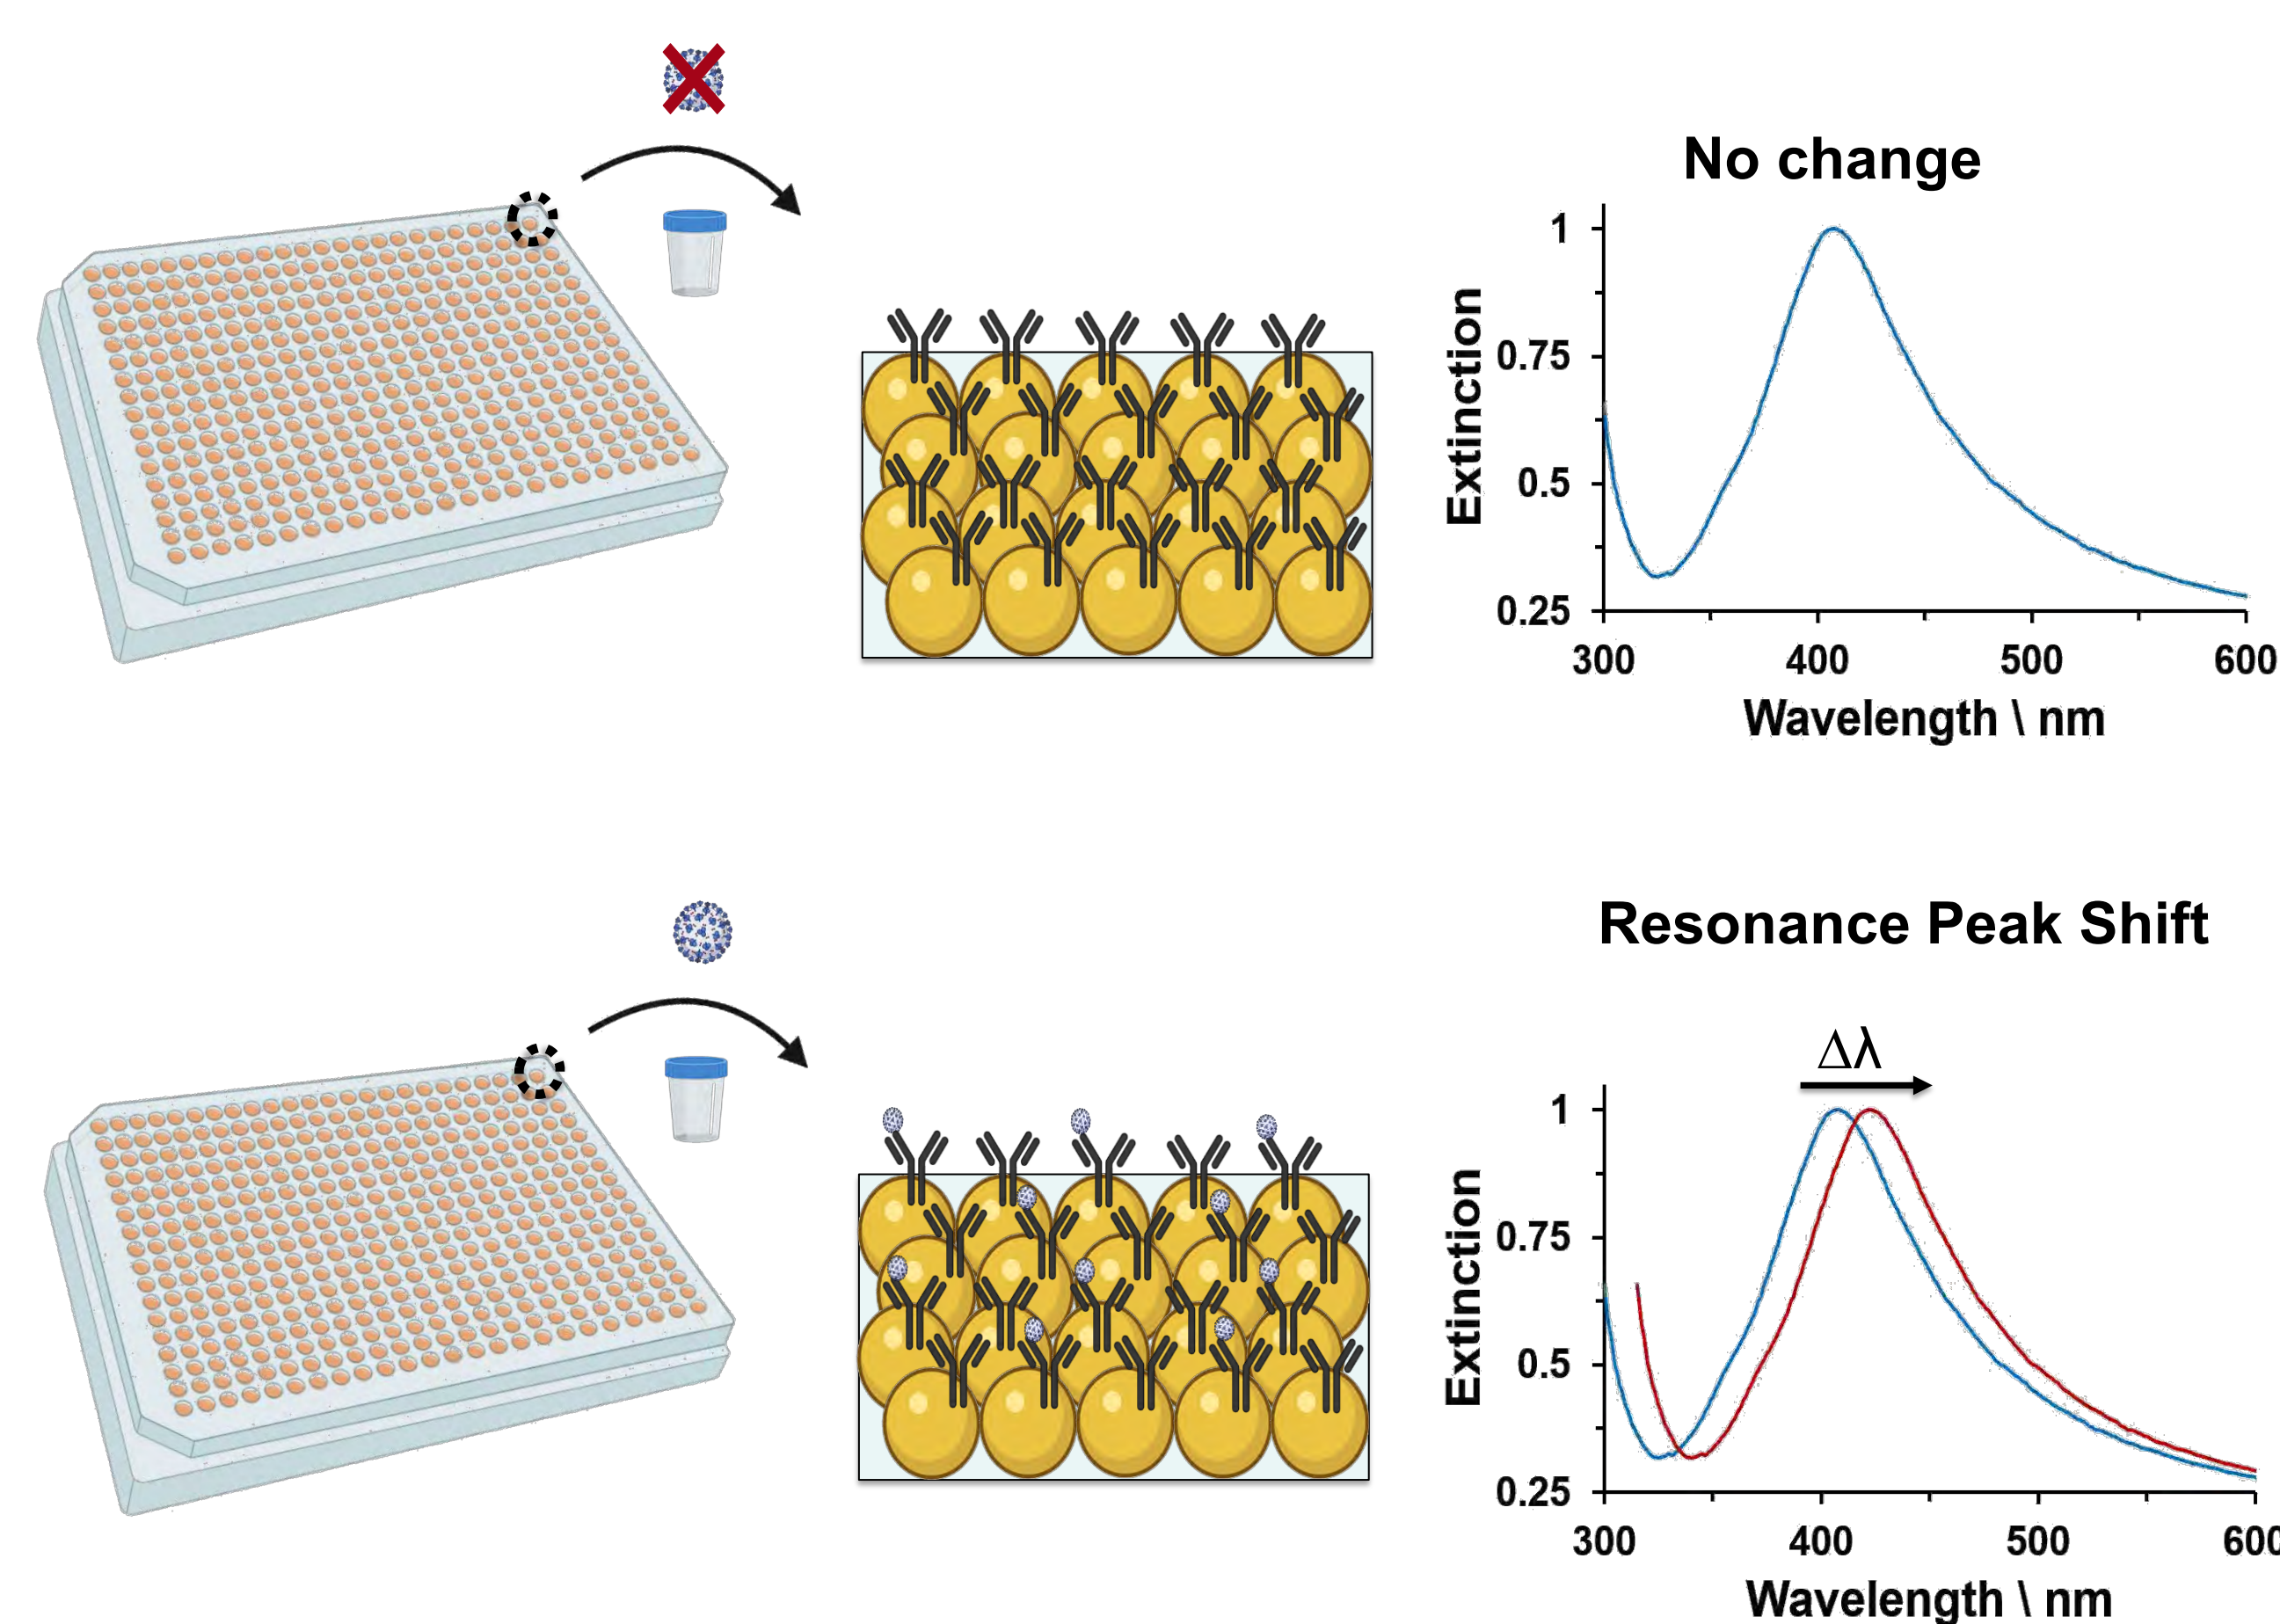 No change
1
0.75
0.5
0.25
Extinction
300 400 500 600
Wavelength \ nm
Resonance Peak Shift
Δλ
1
0.75
0.5
0.25
Extinction
300 400 500 600
Wavelength \ nm